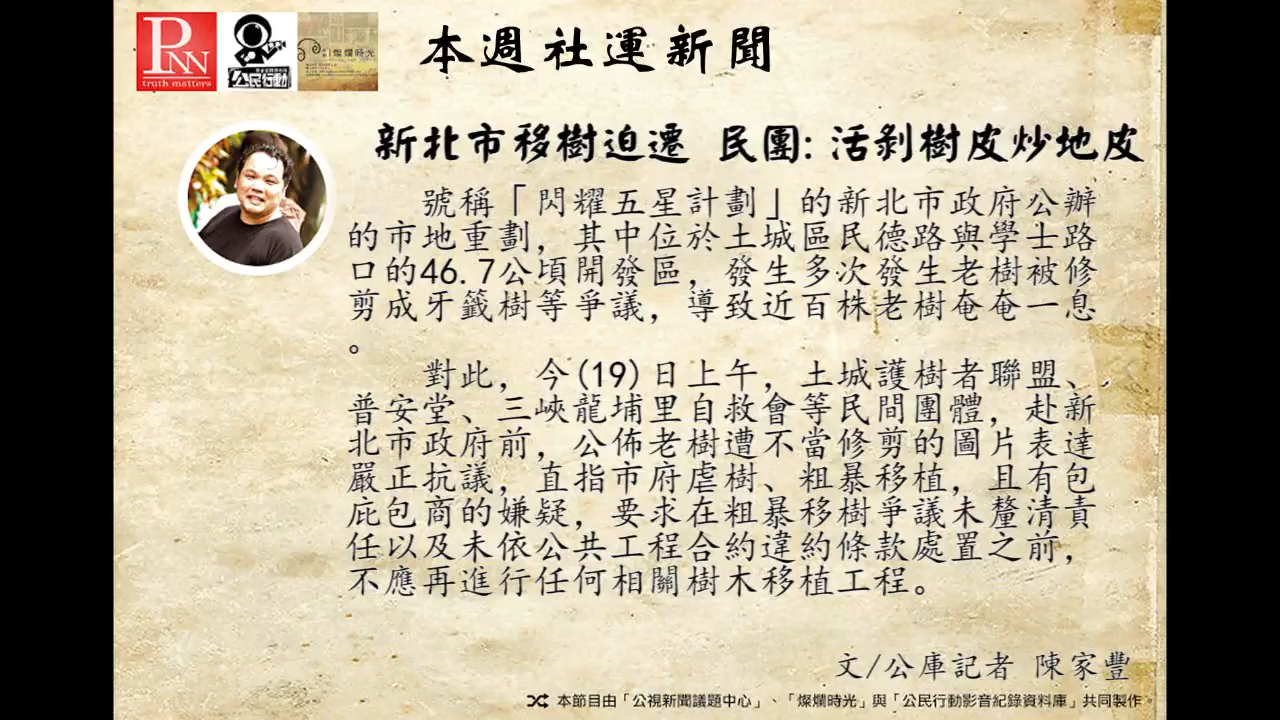 PNN
truth matters
公民行動
燦爛時光
本週社運新聞
新北市移樹迫遷 民團: 活剝樹皮炒地皮
號稱「閃耀五星計劃」的新北市政府公辦
的市地重劃，其中位於土城區民德路與學士路
口的46.7公頃開發區，發生多次發生老樹被修
剪成牙籤樹等爭議，導致近百株老樹奄奄一息
。
對此，今(19)日上午，土城護樹者聯盟、
普安堂、三峽龍埔里自救會等民間團體，赴新
北市政府前，公佈老樹遭不當修剪的圖片表達
嚴正抗議，直指市府虐樹、粗暴移植，且有包
庇包商的嫌疑，要求在粗暴移樹爭議未釐清責
任以及未依公共工程合約違約條款處置之前，
不應再進行任何相關樹木移植工程。
文/公庫記者 陳家豐
本節目由「公視新聞議題中心」、「燦爛時光」與「公民行動影音紀錄資料庫」共同製作。